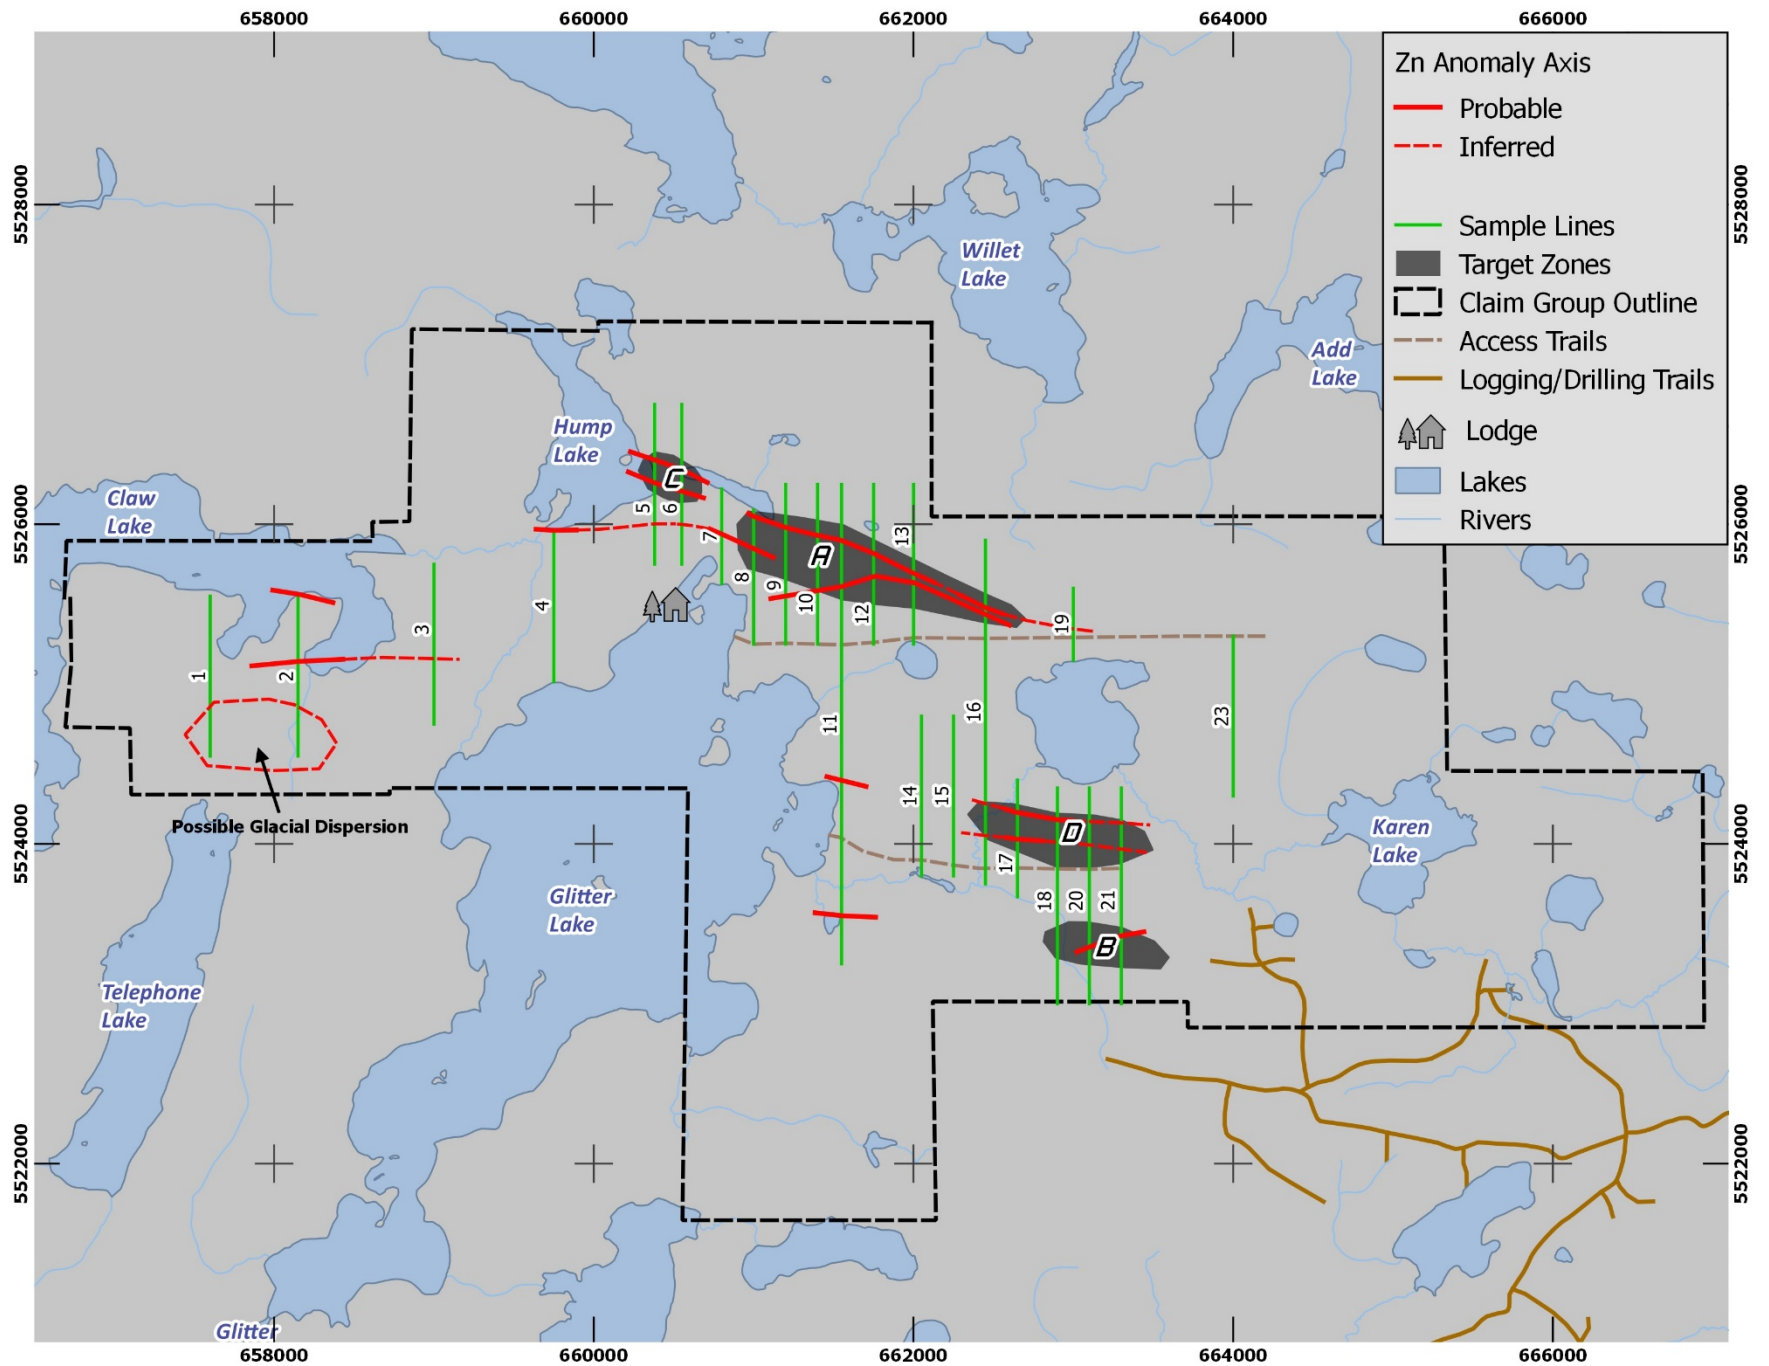 658000 660000 662000 664000 666000
Zn Anomaly Axis
Probable
Inferred
Sample Lines
Target Zones
Claim Group Outline
Access Trails
Logging/Drilling Trails
Lodge
Lakes
Rivers
5528000
5528000
Willet
Lake
Add
Lake
Hump
Lake
Claw
Lake
5526000
5526000
C
5
6
7
A
13
8
9
10
12
4
3
19
1
2
11
16
23
14
15
Possible Glacial Dispersion
5524000
5524000
D
17
Karen
Lake
Glitter
Lake
18
20
21
B
Telephone
Lake
5522000
5522000
Glitter
658000 660000 662000 664000 666000